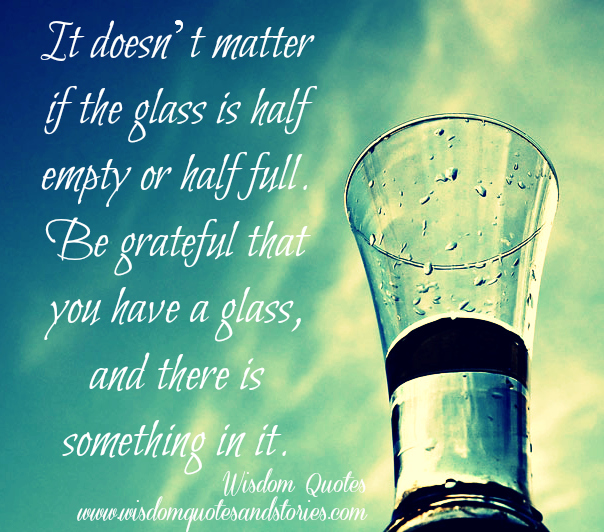 It doesn't matter
if the glass is half
empty or half full.
Be grateful that
you have a glass,
and there is
something in it.
Wisdom Quotes
www.wisdomquotesandstories.com